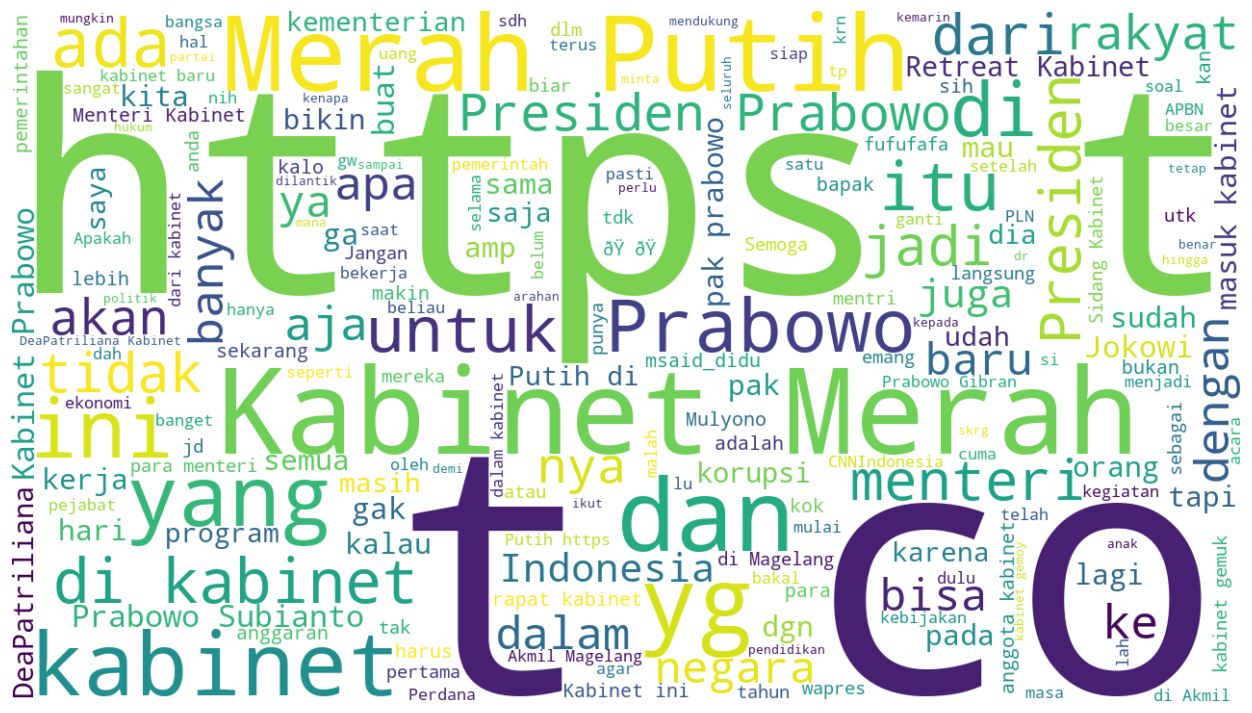 mungkin
bangsa
kementerian
dlm
mendukung
kemarin
ada
Merah Putih
dari
rakyat
partai
hal
uang
terus
siap
krn
tp
kan
pemerintahan
kabinet baru
sangat
nih
biar
minta
seluruh
sih
Retreat Kabinet
soal
kita
buat
Presiden Prabowo
di
APBN
Menteri Kabinet
kenapa
bikin
besar
hukum
anda
https t
fufufafa
mau
Presiden
masuk kabinet
kalo
gw
sampai
pemerintah
pasti
satu
setelah
tetap
saya
dilantik
apa
perlu
bapak
itu
banyak
ya
sama
pak prabowo
ganti
PLN
utk
mana
selama
saja
tdk
dia
Apakah
ga
saat
amp
belum
ðŸ ðŸ
Semoga
jadi
dr
benar
Jangan
lebih
dari kabinet
bekerja
langsung
hingga
Sidang Kabinet
makin
arahan
mentri
juga
politik
hanya
beliau
punya
akan
aja
untuk
Prabowo
kepada
sudah
Prabowo
DeaPatriliana Kabinet
udah
dah
sekarang
msaid_didu
emang
baru
si
Jokowi
tidak
seperti
mereka
Putih di
pak
Prabowo Gibran
bukan
menjadi
dengan
ekonomi
Kabinet Merah
ini
banget
Mulyono
skrg
sebagai
acara
jd
adalah
cuma
para menteri
semua
oleh
demi
dalam kabinet
nya
malah
CNNIndonesia
orang
kerja
masih
korupsi
menteri
kegiatan
tapi
Kabinet
yang
atau
ikut
lu
pejabat
gak
t co
dan
kok
telah
hari
program
mulai
kalau
Putih https
di Magelang
karena
anak
DeaPatriliana
Indonesia
bakal
lagi
di kabinet
rapat kabinet
yg
para
bisa
dulu
kabinet gemoy
anggota kabinet
kabinet gemuk
Prabowo Subianto
kebijakan
ke
anggaran
tak
dalam
dgn
pada
lah
kabinet
harus
pendidikan
Akmil Magelang
negara
pertama
agar
Perdana
Kabinet ini
tahun
wapres
masa
di Akmil